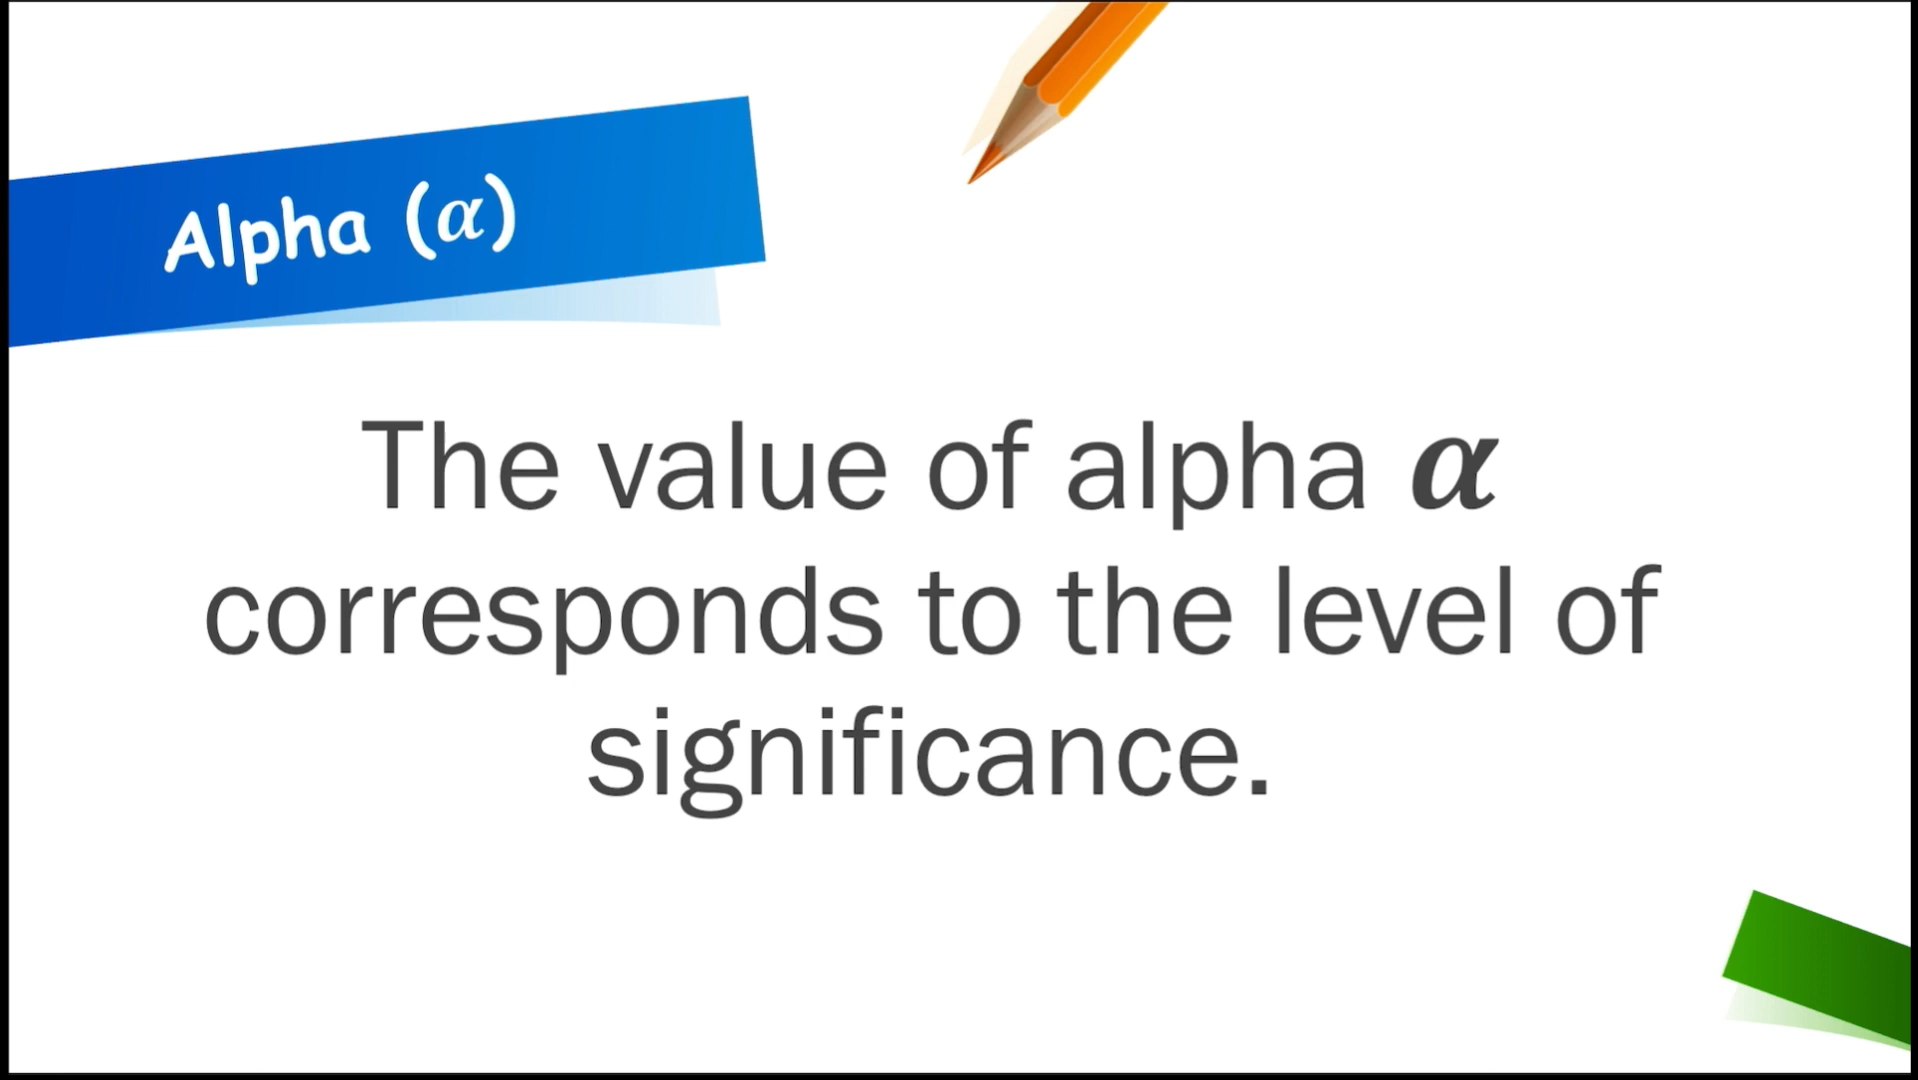 Alpha (α)
The value of alpha α
corresponds to the level of
significance.